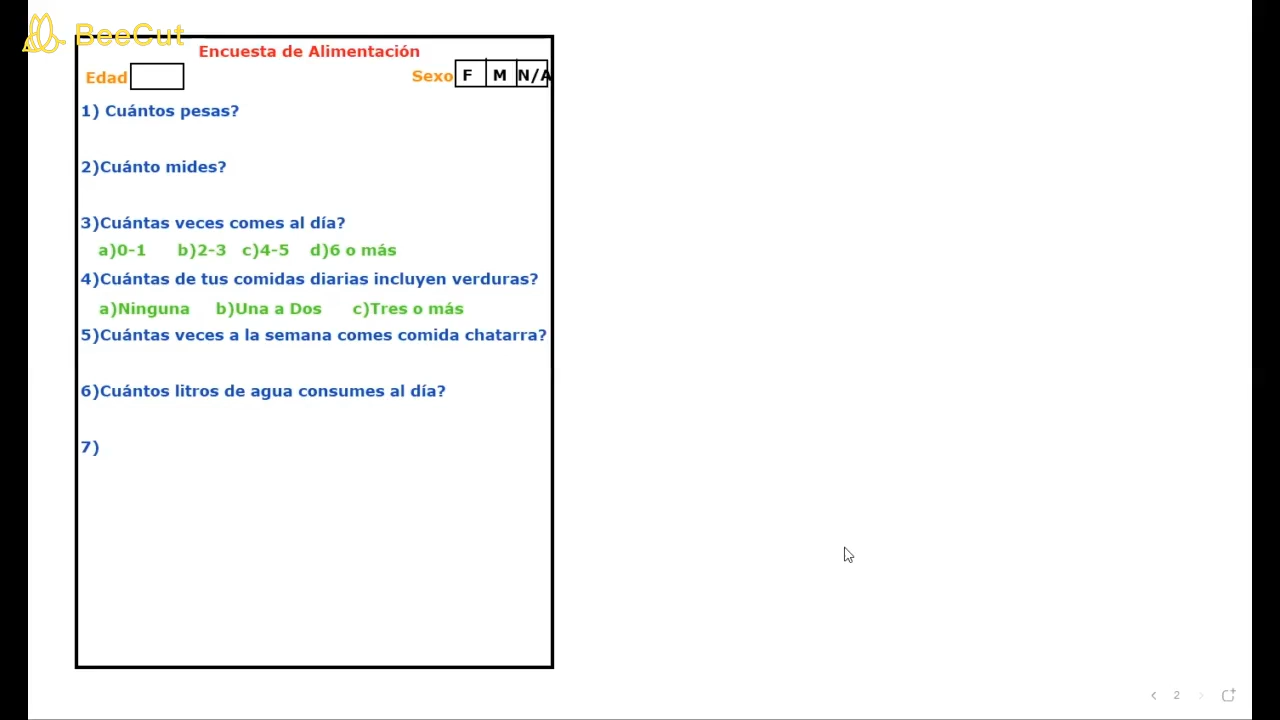 BeeCut
Encuesta de Alimentación
Edad Sexo F M N/A
1) Cuántos pesas?
2)Cuánto mides?
3)Cuántas veces comes al día?
a)0-1 b)2-3 c)4-5 d)6 o más
4)Cuántas de tus comidas diarias incluyen verduras?
a)Ninguna b)Una a Dos c)Tres o más
5)Cuántas veces a la semana comes comida chatarra?
6)Cuántos litros de agua consumes al día?
7)
2